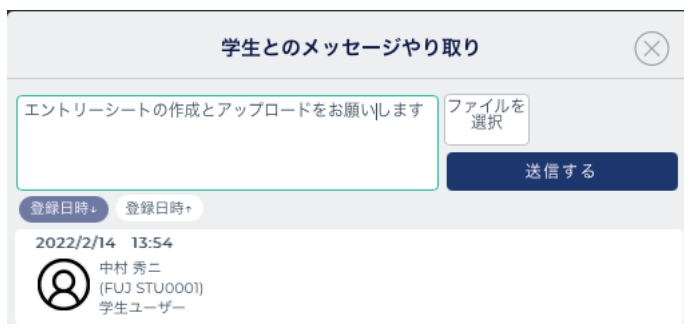 学生とのメッセージやり取り
エントリーシートの作成とアップロードをお願いします
ファイルを
選択
送信する
登録日時↓ 登録日時↑
2022/2/14 13:54
中村 秀二
(FUJ STU0001)
学生ユーザー